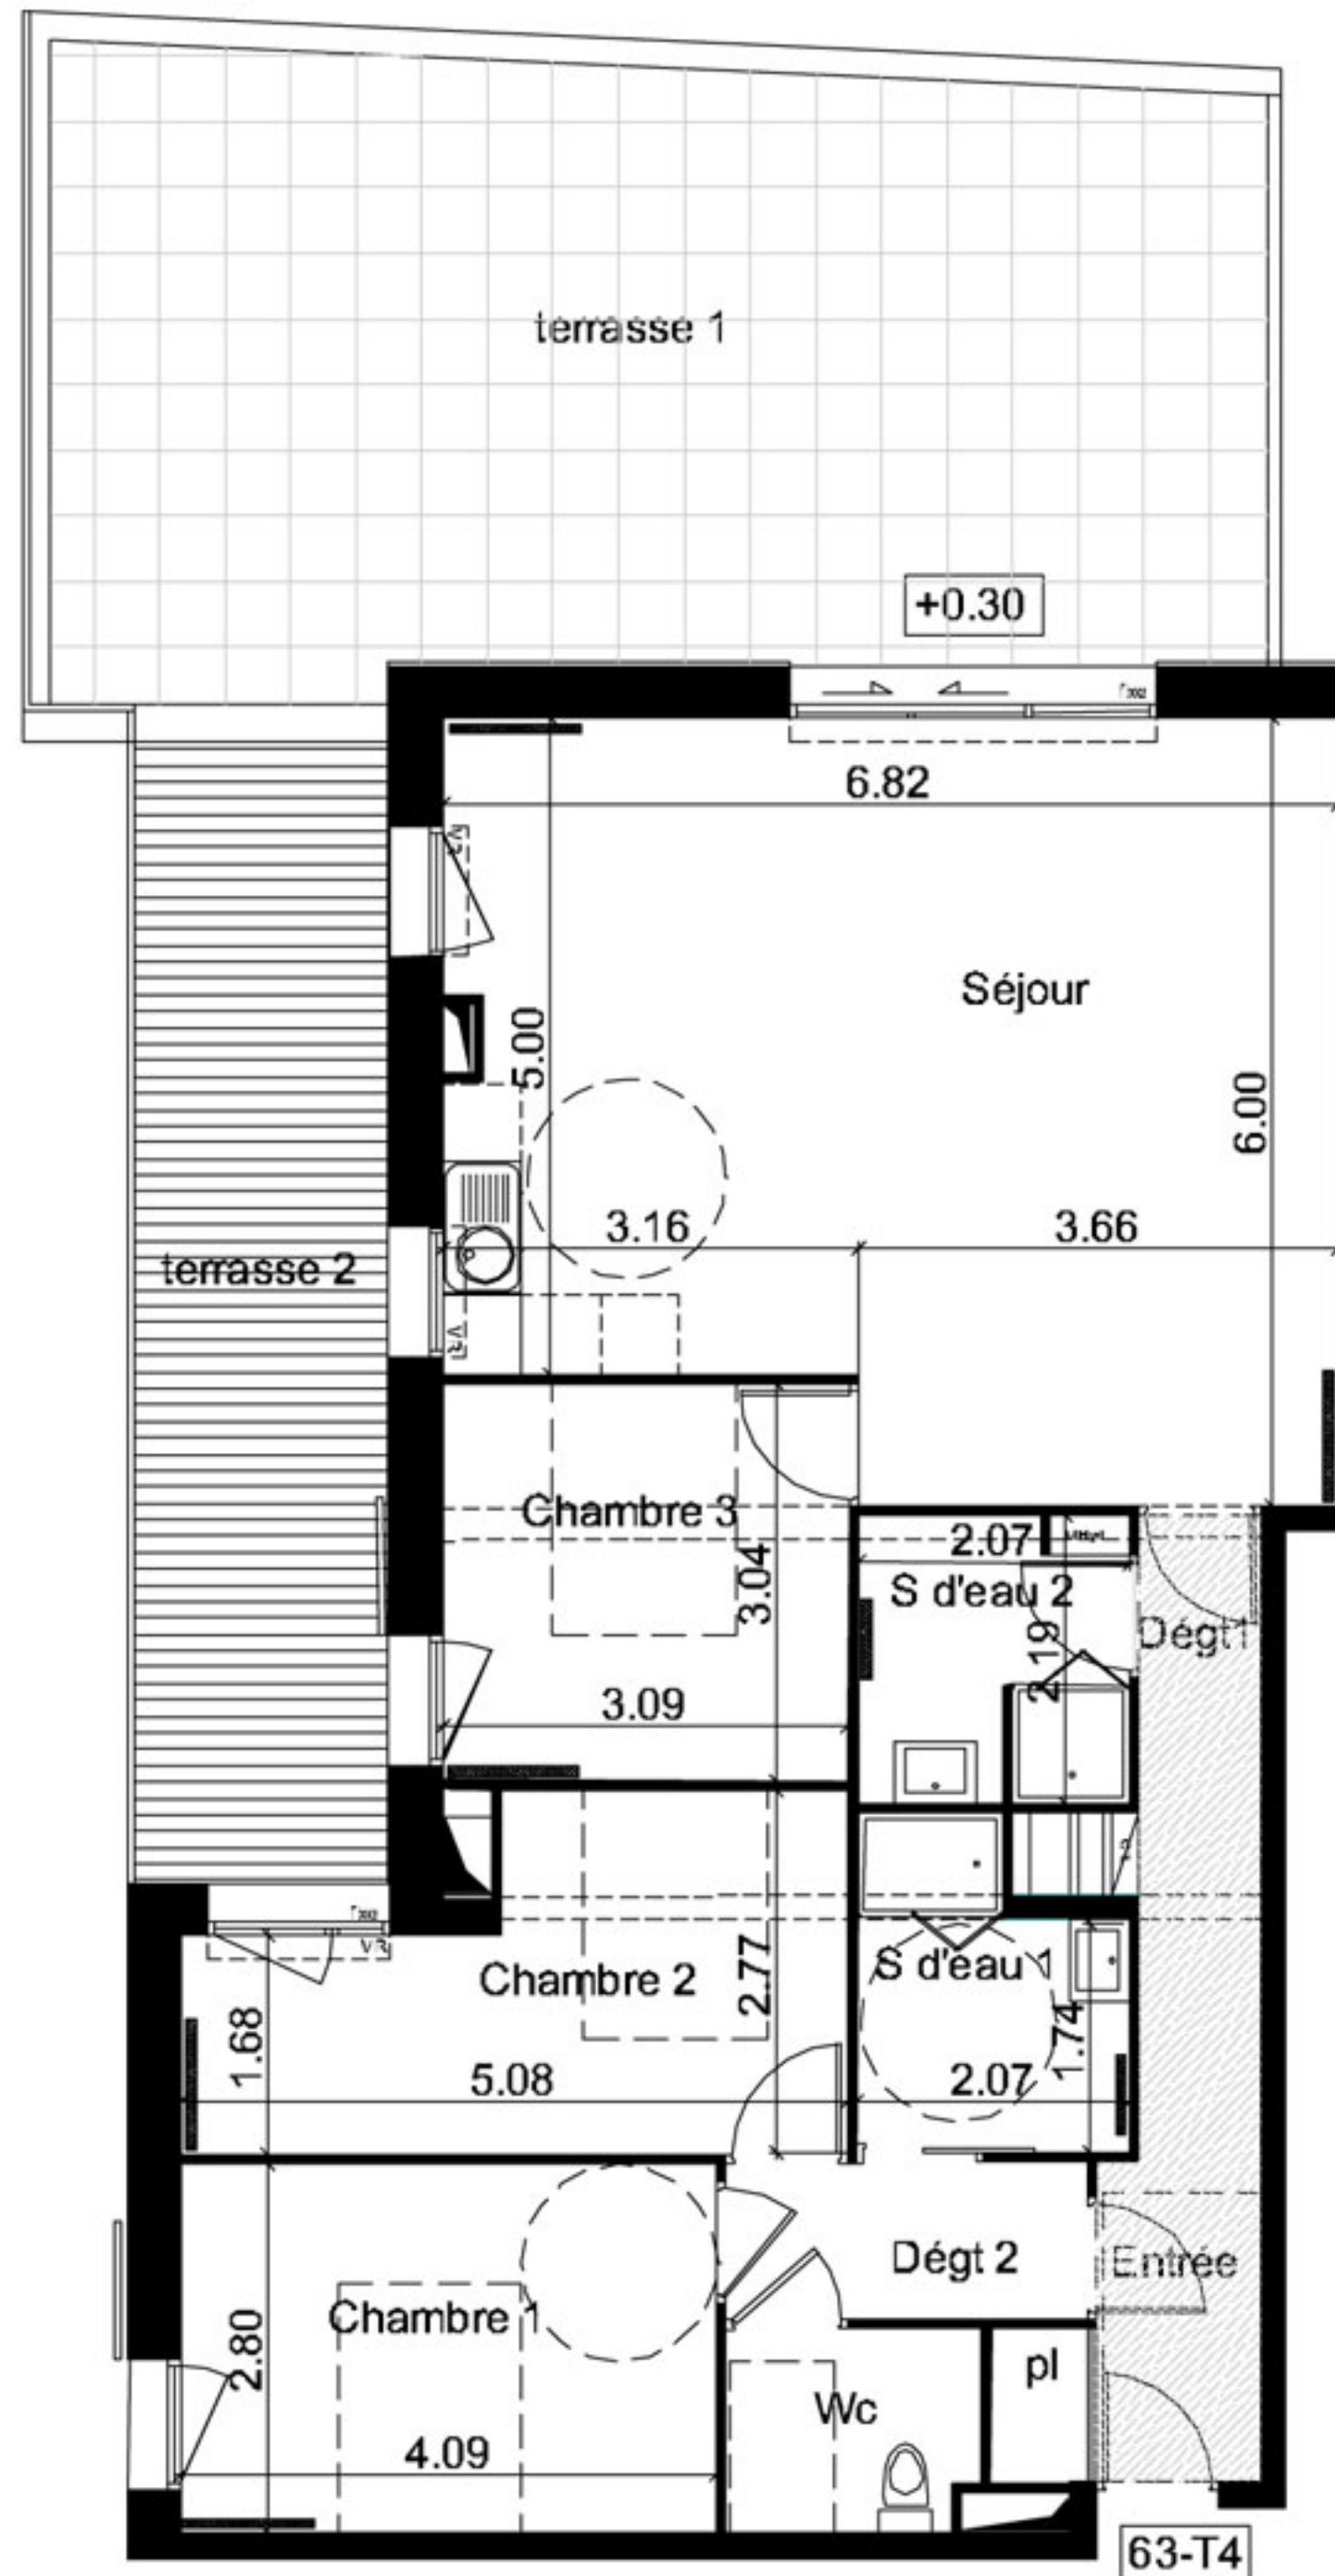 terrasse 1
+0.30
6.82
VR
Séjour
5.00
6.00
3.16
3.66
terrasse 2
VR
Chambre 3
2.07
3.04
S d'eau 2
2.19
Dégt1
3.09
VR
Chambre 2
2.77
S d'eau 1
1.68
1.74
5.08
2.07
Dégt 2
Entrée
Chambre 1
2.80
pl
Wc
4.09
63-T4